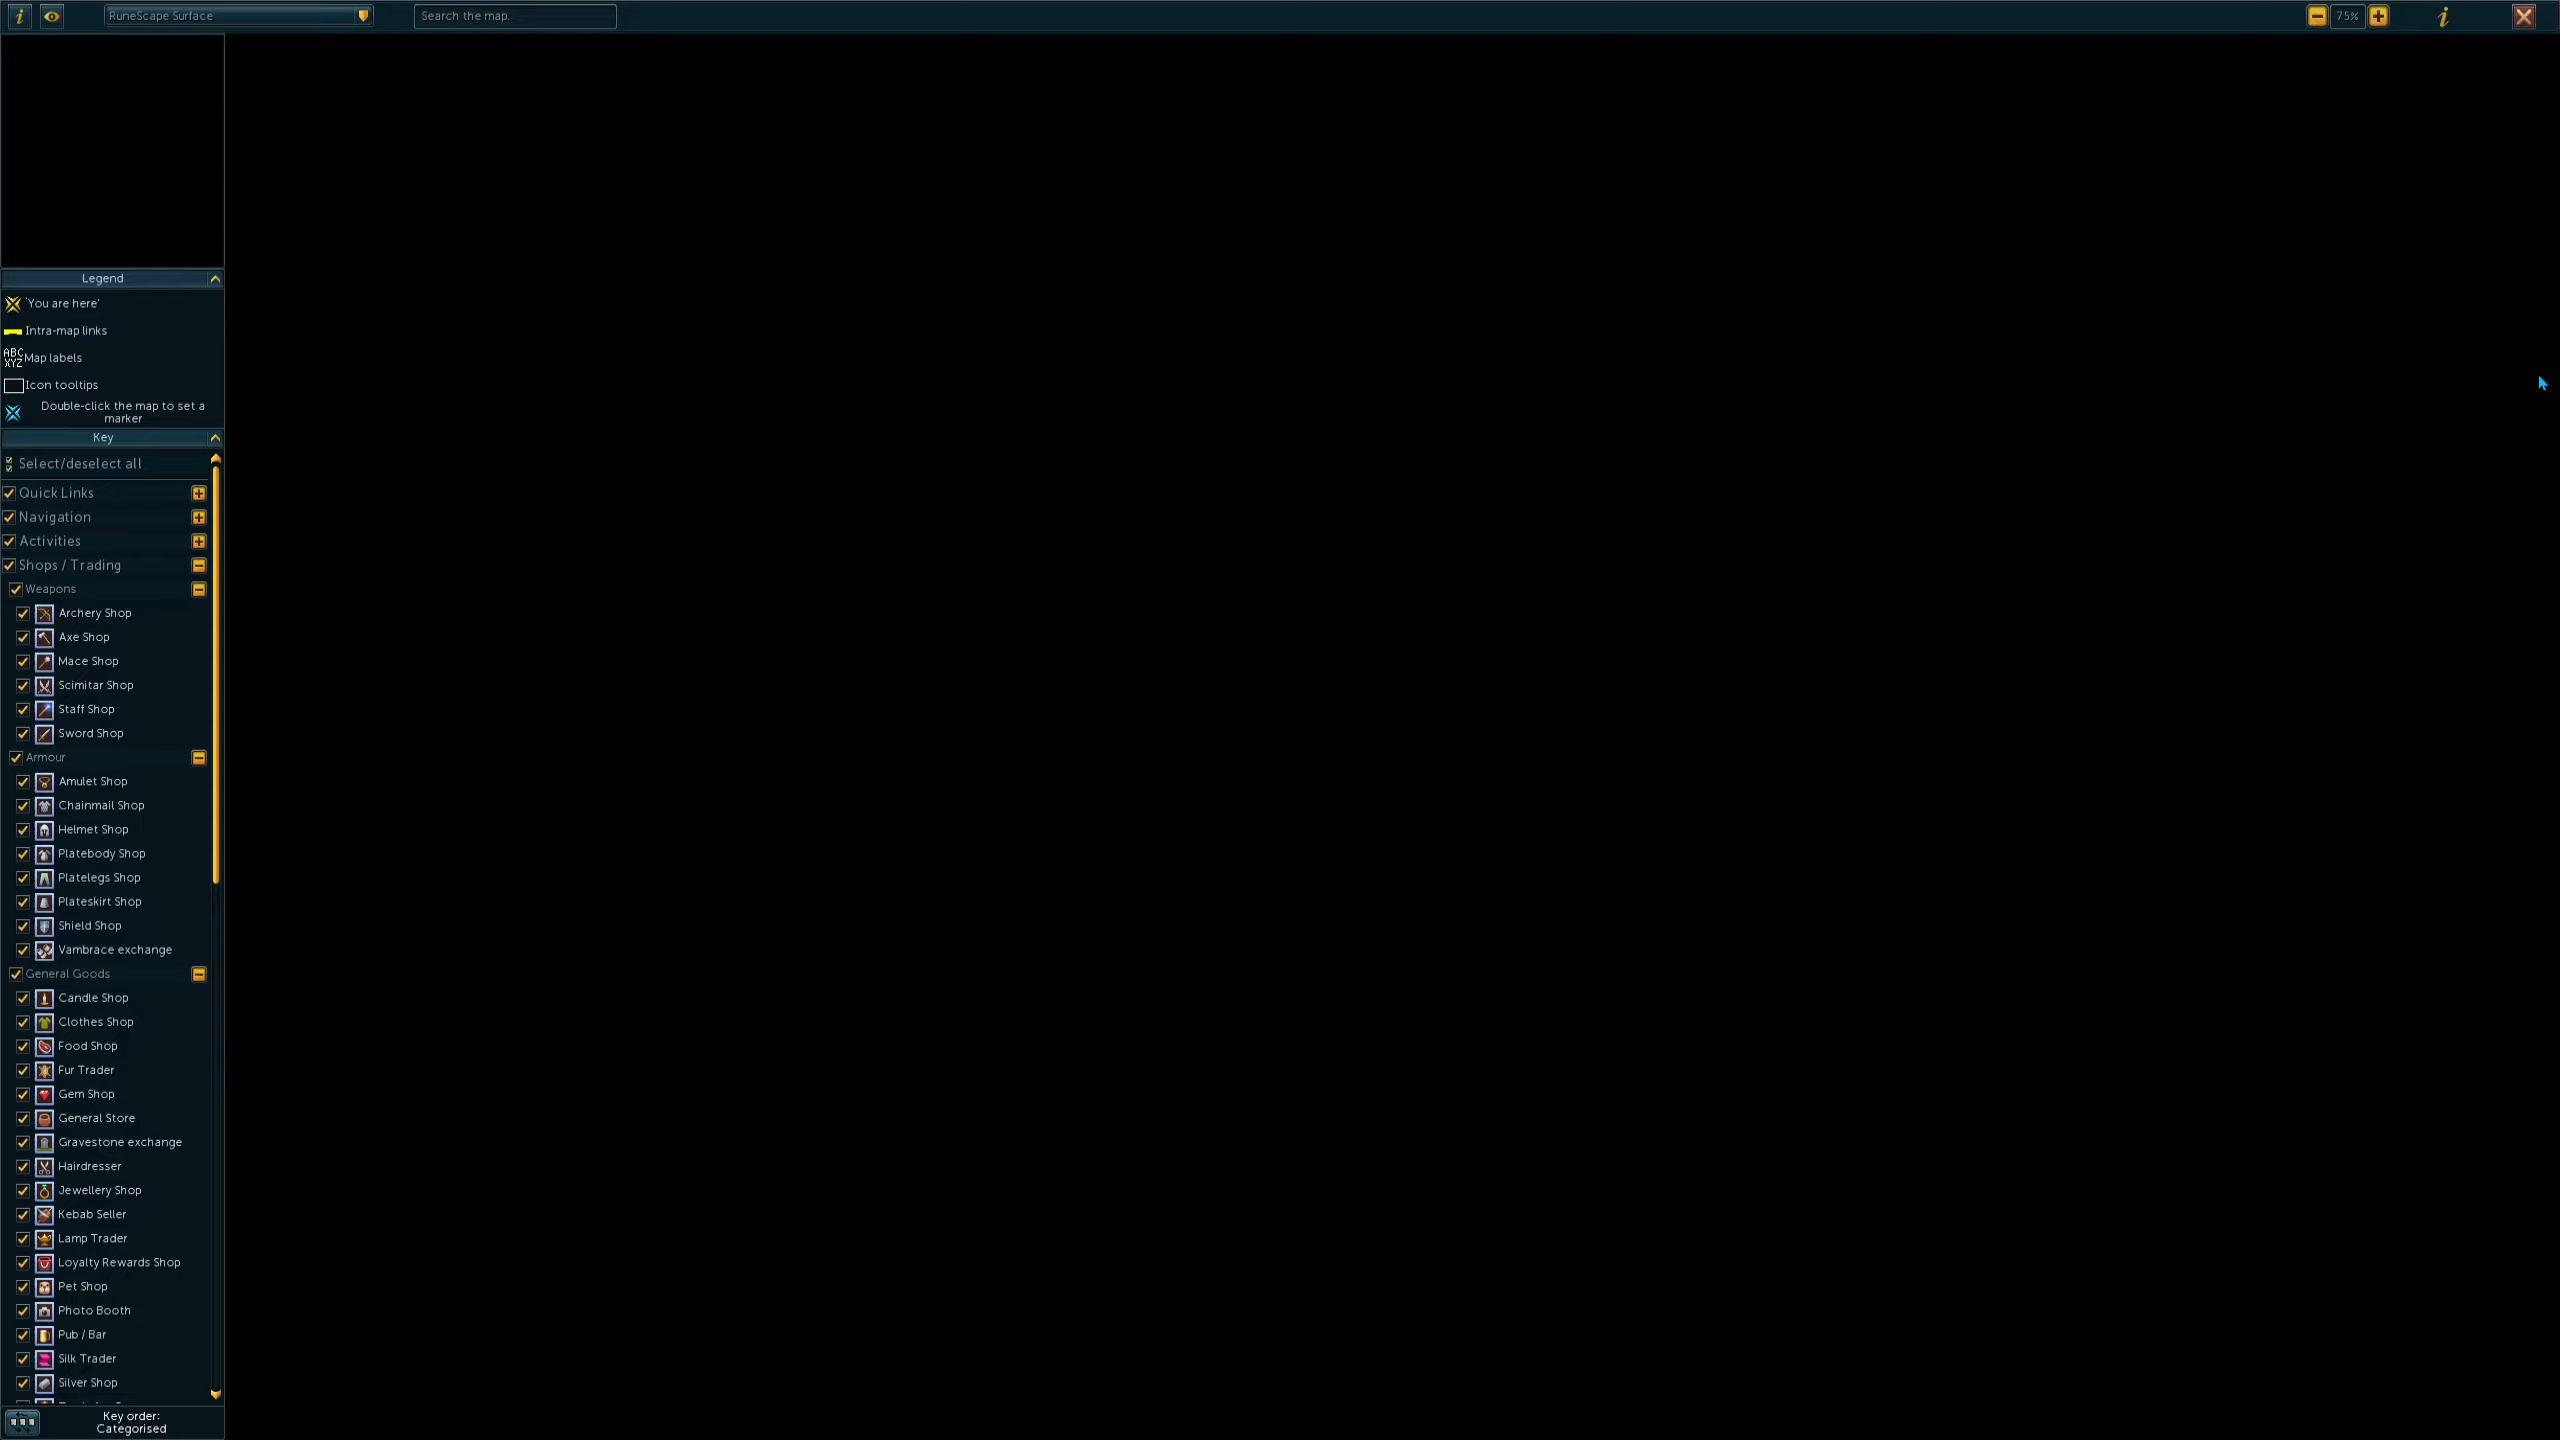 RuneScape Surface
Search the map.
75%
Legend
'You are here'
Intra-map links
ABC
XYZ
Map labels
Icon tooltips
Double-click the map to set a
marker
Key
Select/deselect all
Quick Links
Navigation
Activities
Shops / Trading
Weapons
Archery Shop
Axe Shop
Mace Shop
Scimitar Shop
Staff Shop
Sword Shop
Armour
Amulet Shop
Chainmail Shop
Helmet Shop
Platebody Shop
Platelegs Shop
Plateskirt Shop
Shield Shop
Vambrace exchange
General Goods
Candle Shop
Clothes Shop
Food Shop
Fur Trader
Gem Shop
General Store
Gravestone exchange
Hairdresser
Jewellery Shop
Kebab Seller
Lamp Trader
Loyalty Rewards Shop
Pet Shop
Photo Booth
Pub / Bar
Silk Trader
Silver Shop
Key order:
Categorised